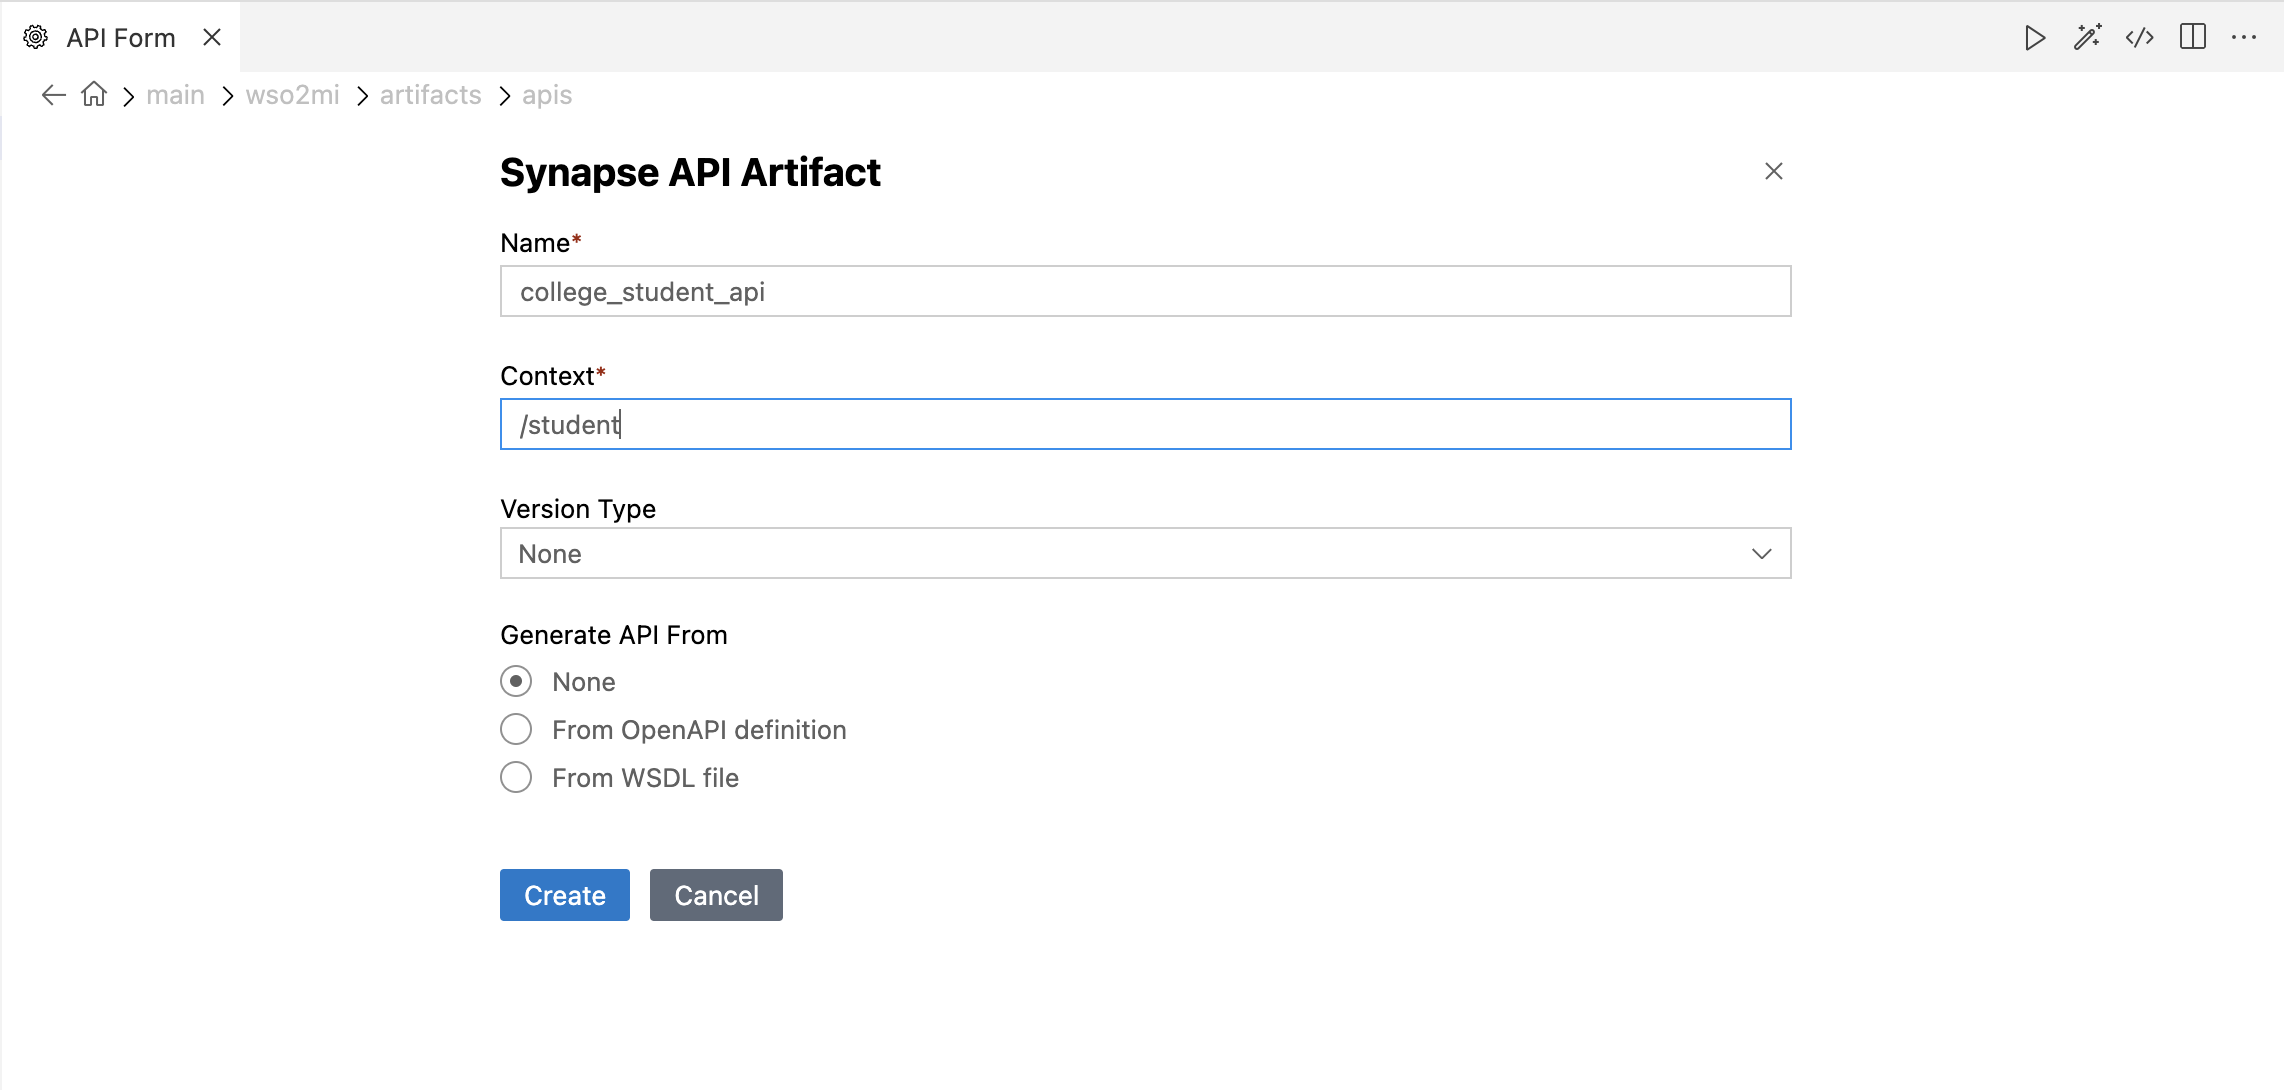 API Form
main wso2mi artifacts apis
Synapse API Artifact
Name*
college_student_api
Context*
/student
Version Type
None
Generate API From
None
From OpenAPI definition
From WSDL file
Create Cancel